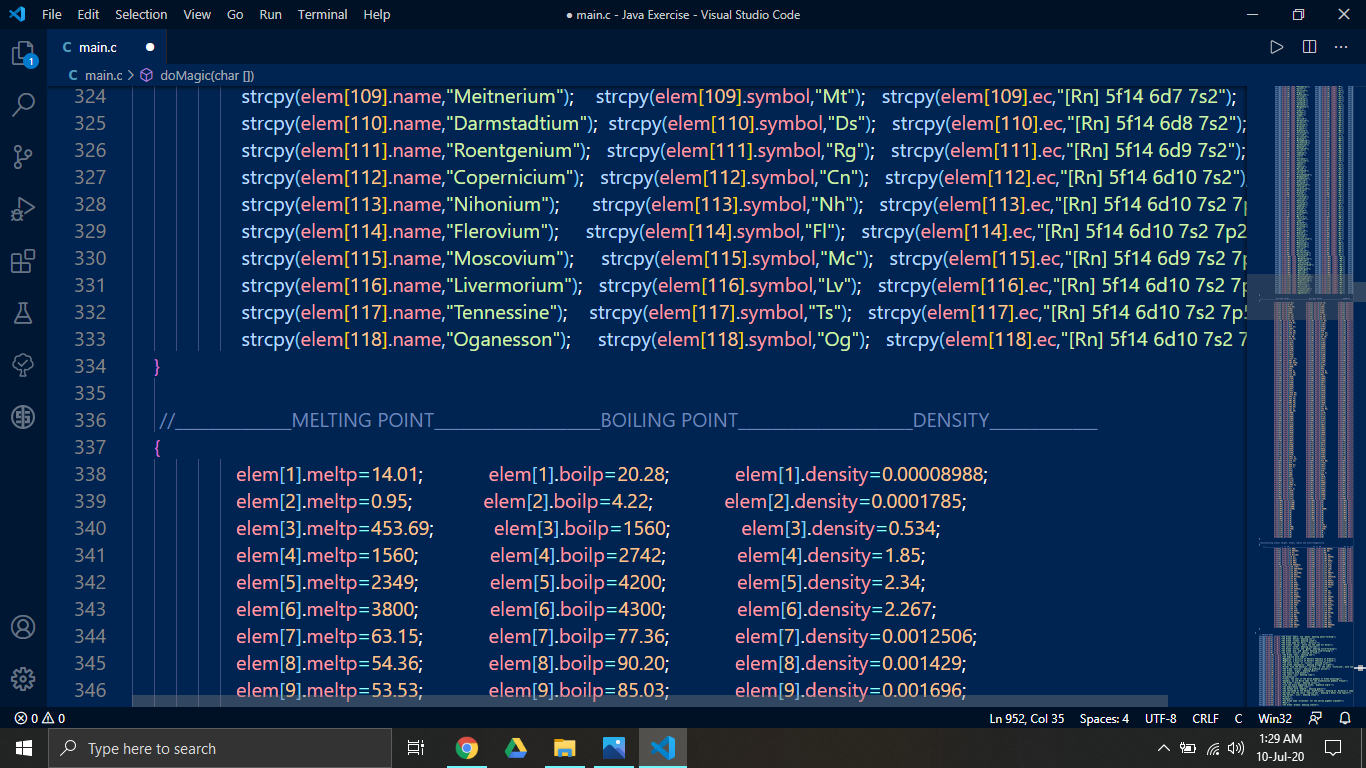 File Edit Selection View Go Run Terminal Help ● main.c - Java Exercise - Visual Studio Code
C main.c ●
C main.c > doMagic(char [])
324 strcpy(elem[109].name,"Meitnerium"); strcpy(elem[109].symbol,"Mt"); strcpy(elem[109].ec,"[Rn] 5f14 6d7 7s2");
325 strcpy(elem[110].name,"Darmstadtium"); strcpy(elem[110].symbol,"Ds"); strcpy(elem[110].ec,"[Rn] 5f14 6d8 7s2");
326 strcpy(elem[111].name,"Roentgenium"); strcpy(elem[111].symbol,"Rg"); strcpy(elem[111].ec,"[Rn] 5f14 6d9 7s2");
327 strcpy(elem[112].name,"Copernicium"); strcpy(elem[112].symbol,"Cn"); strcpy(elem[112].ec,"[Rn] 5f14 6d10 7s2")
328 strcpy(elem[113].name,"Nihonium"); strcpy(elem[113].symbol,"Nh"); strcpy(elem[113].ec,"[Rn] 5f14 6d10 7s2 7p
329 strcpy(elem[114].name,"Flerovium"); strcpy(elem[114].symbol,"Fl"); strcpy(elem[114].ec,"[Rn] 5f14 6d10 7s2 7p2
330 strcpy(elem[115].name,"Moscovium"); strcpy(elem[115].symbol,"Mc"); strcpy(elem[115].ec,"[Rn] 5f14 6d9 7s2 7p
331 strcpy(elem[116].name,"Livermorium"); strcpy(elem[116].symbol,"Lv"); strcpy(elem[116].ec,"[Rn] 5f14 6d10 7s2 7p
332 strcpy(elem[117].name,"Tennessine"); strcpy(elem[117].symbol,"Ts"); strcpy(elem[117].ec,"[Rn] 5f14 6d10 7s2 7p5
333 strcpy(elem[118].name,"Oganesson"); strcpy(elem[118].symbol,"Og"); strcpy(elem[118].ec,"[Rn] 5f14 6d10 7s2 7
334 }
335
336 //_____________MELTING POINT__________________BOILING POINT___________________DENSITY____________
337 {
338 elem[1].meltp=14.01; elem[1].boilp=20.28; elem[1].density=0.00008988;
339 elem[2].meltp=0.95; elem[2].boilp=4.22; elem[2].density=0.0001785;
340 elem[3].meltp=453.69; elem[3].boilp=1560; elem[3].density=0.534;
341 elem[4].meltp=1560; elem[4].boilp=2742; elem[4].density=1.85;
342 elem[5].meltp=2349; elem[5].boilp=4200; elem[5].density=2.34;
343 elem[6].meltp=3800; elem[6].boilp=4300; elem[6].density=2.267;
344 elem[7].meltp=63.15; elem[7].boilp=77.36; elem[7].density=0.0012506;
345 elem[8].meltp=54.36; elem[8].boilp=90.20; elem[8].density=0.001429;
346 elem[9].meltp=53.53; elem[9].boilp=85.03; elem[9].density=0.001696;
1
0 0 Ln 952, Col 35 Spaces: 4 UTF-8 CRLF C Win32
Type here to search
1:29 AM
10-Jul-20